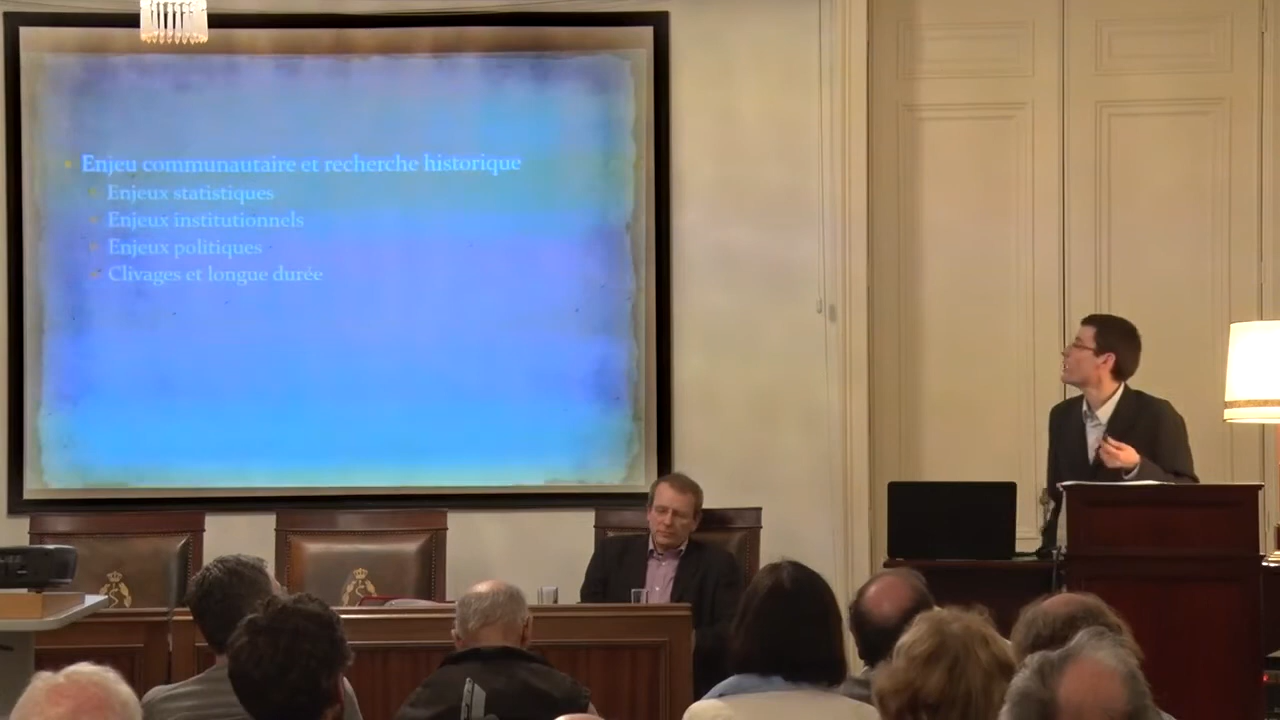 Enjeu communautaire et recherche historique
Enjeux statistiques
Enjeux institutionnels
Enjeux politiques
Clivages et longue durée